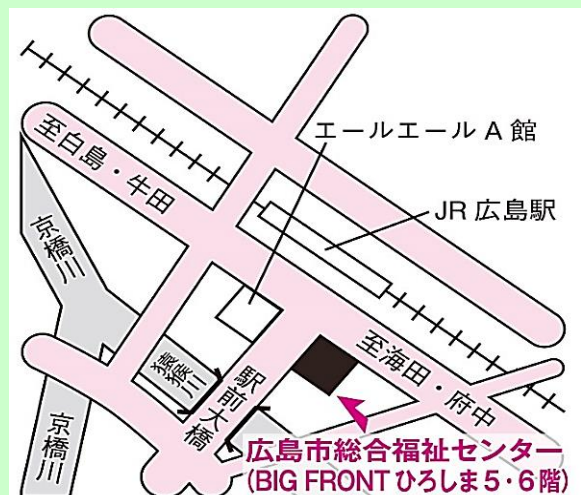 エールエール A 館
至白島・牛田
JR 広島駅
京橋川
猿猴川
駅前大橋
至海田・府中
京橋川
広島市総合福祉センター
(BIG FRONT ひろしま 5・6 階)